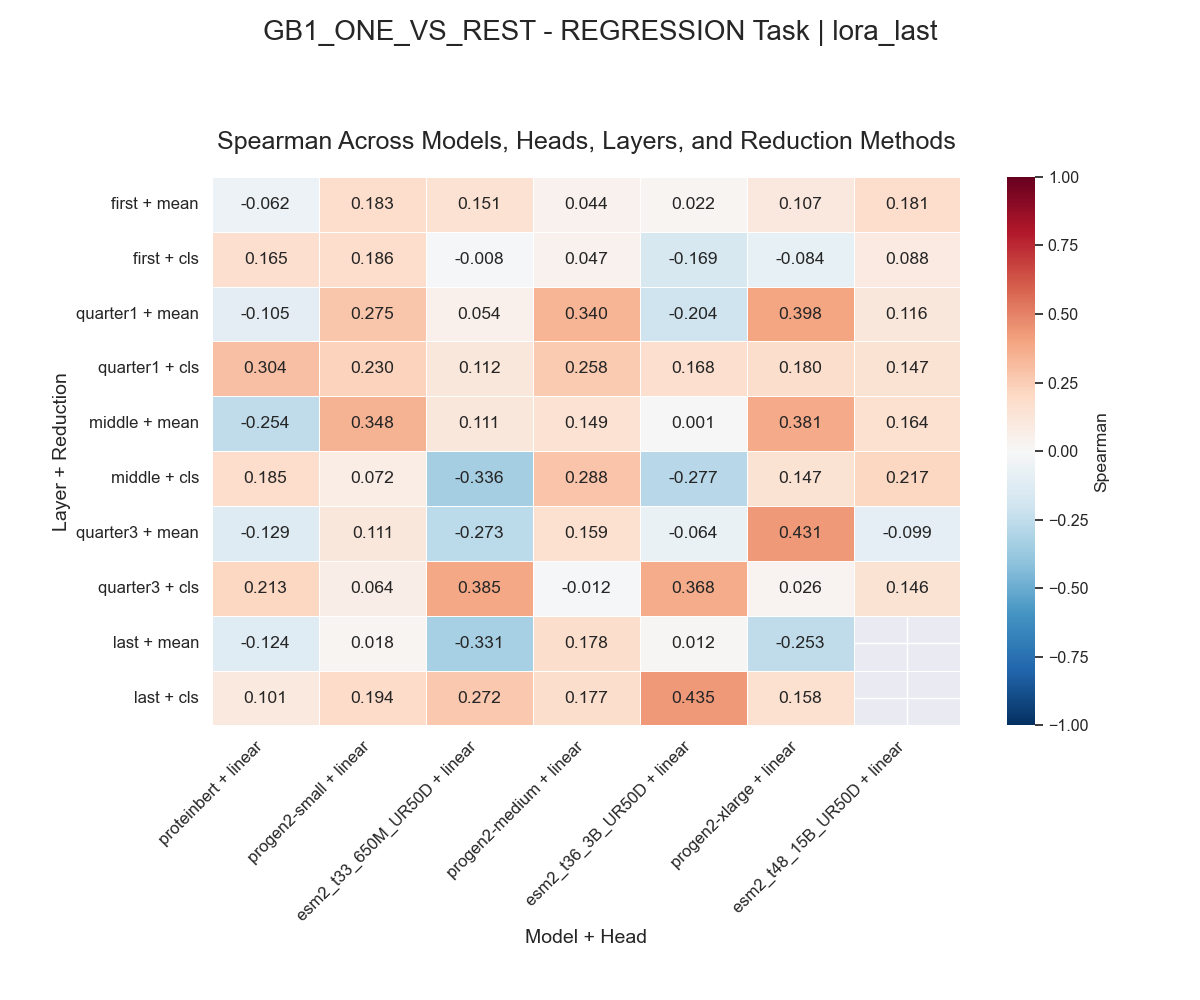 GB1_ONE_VS_REST - REGRESSION Task | lora_last
Spearman Across Models, Heads, Layers, and Reduction Methods
first + mean -0.062 0.183 0.151 0.044 0.022 0.107 0.181
first + cls 0.165 0.186 -0.008 0.047 -0.169 -0.084 0.088
quarter1 + mean -0.105 0.275 0.054 0.340 -0.204 0.398 0.116
quarter1 + cls 0.304 0.230 0.112 0.258 0.168 0.180 0.147
middle + mean -0.254 0.348 0.111 0.149 0.001 0.381 0.164
middle + cls 0.185 0.072 -0.336 0.288 -0.277 0.147 0.217
quarter3 + mean -0.129 0.111 -0.273 0.159 -0.064 0.431 -0.099
quarter3 + cls 0.213 0.064 0.385 -0.012 0.368 0.026 0.146
last + mean -0.124 0.018 -0.331 0.178 0.012 -0.253
last + cls 0.101 0.194 0.272 0.177 0.435 0.158
Layer + Reduction
proteinbert + linear
progen2-small + linear
esm2_t33_650M_UR50D + linear
progen2-medium + linear
esm2_t36_3B_UR50D + linear
progen2-xlarge + linear
esm2_t48_15B_UR50D + linear
Model + Head
1.00
0.75
0.50
0.25
0.00
−0.25
−0.50
−0.75
−1.00
Spearman